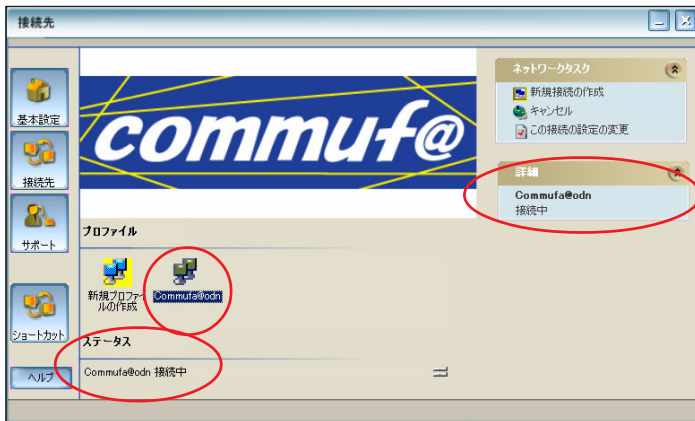 接続先
基本設定
接続先
サポート
ショートカット
ヘルプ
commuf@
プロファイル
新規プロファイ
ルの作成
Commufa@odn
ステータス
Commufa@odn 接続中
ネットワークタスク
新規接続の作成
キャンセル
この接続の設定の変更
詳細
Commufa@odn
接続中